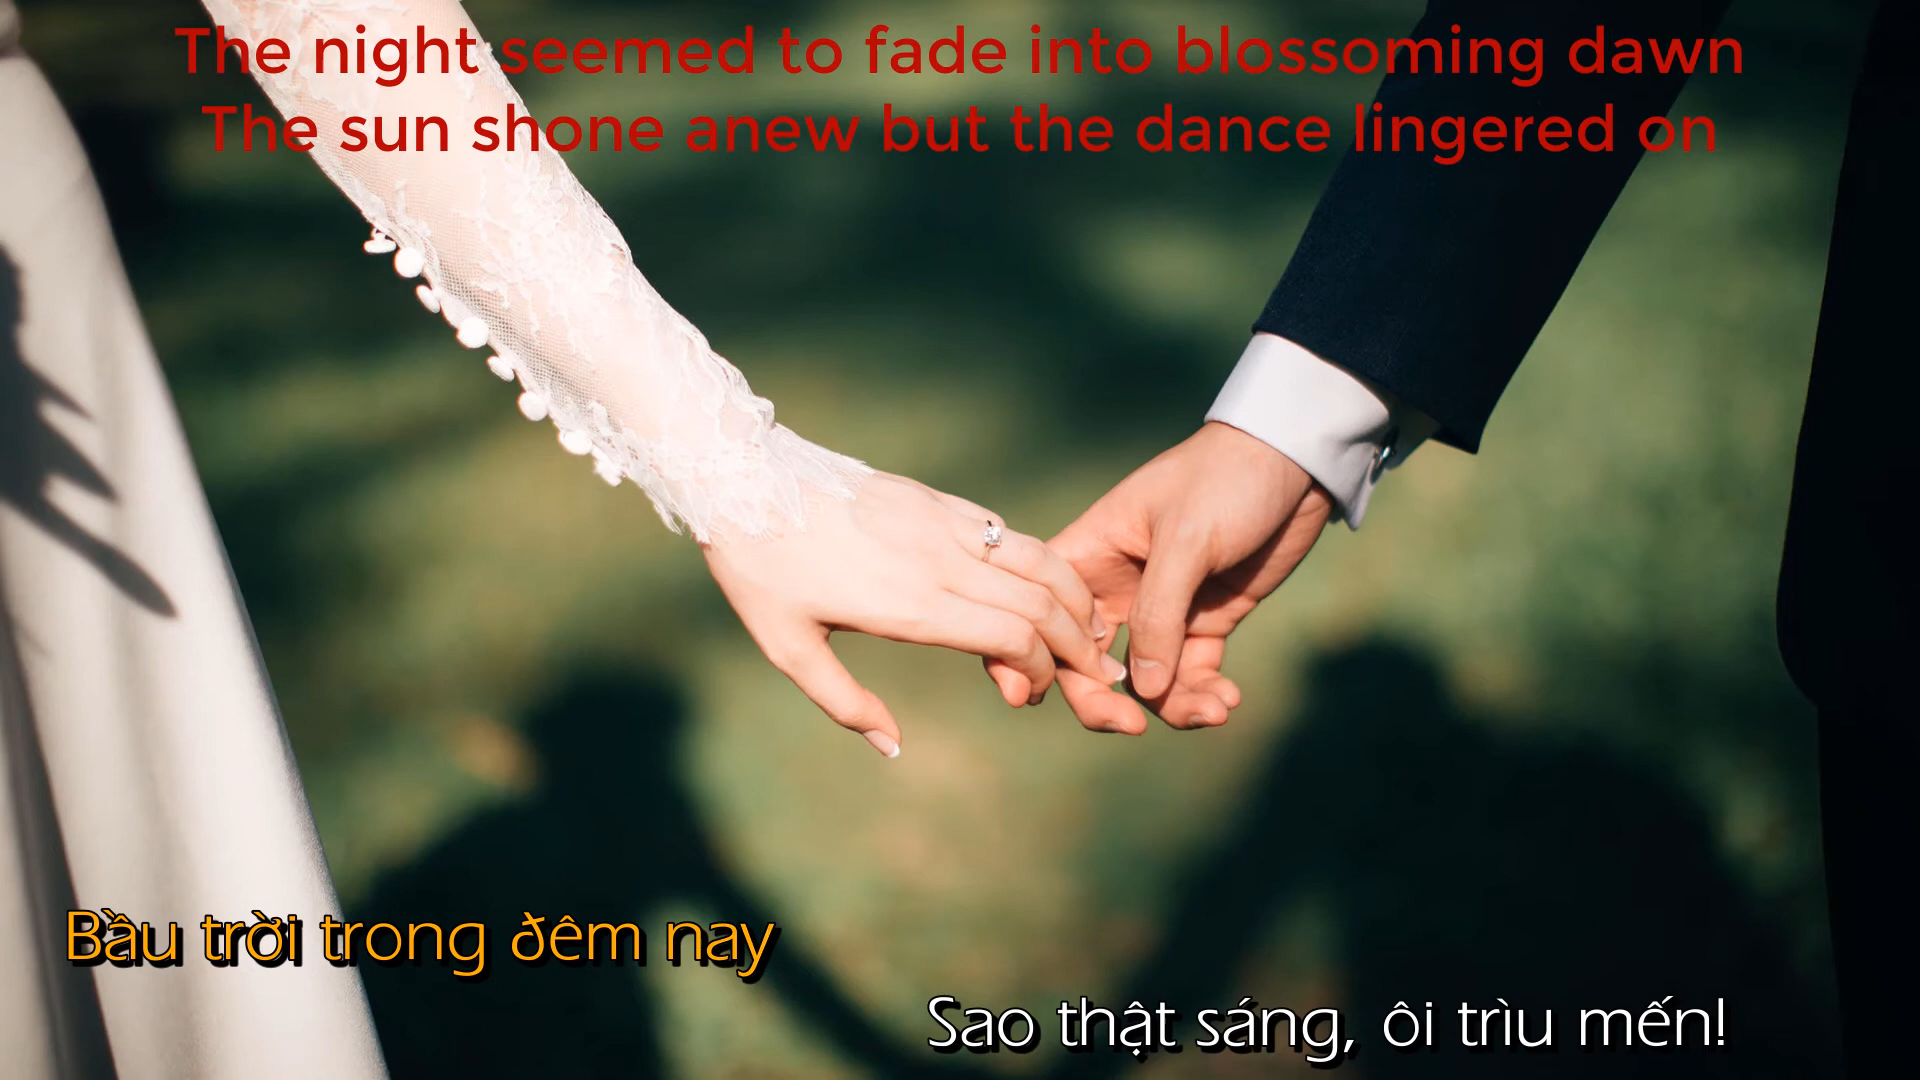 The night seemed to fade into blossoming dawn
The sun shone anew but the dance lingered on
Bầu trời trong đêm nay
Sao thật sáng, ôi trìu mến!